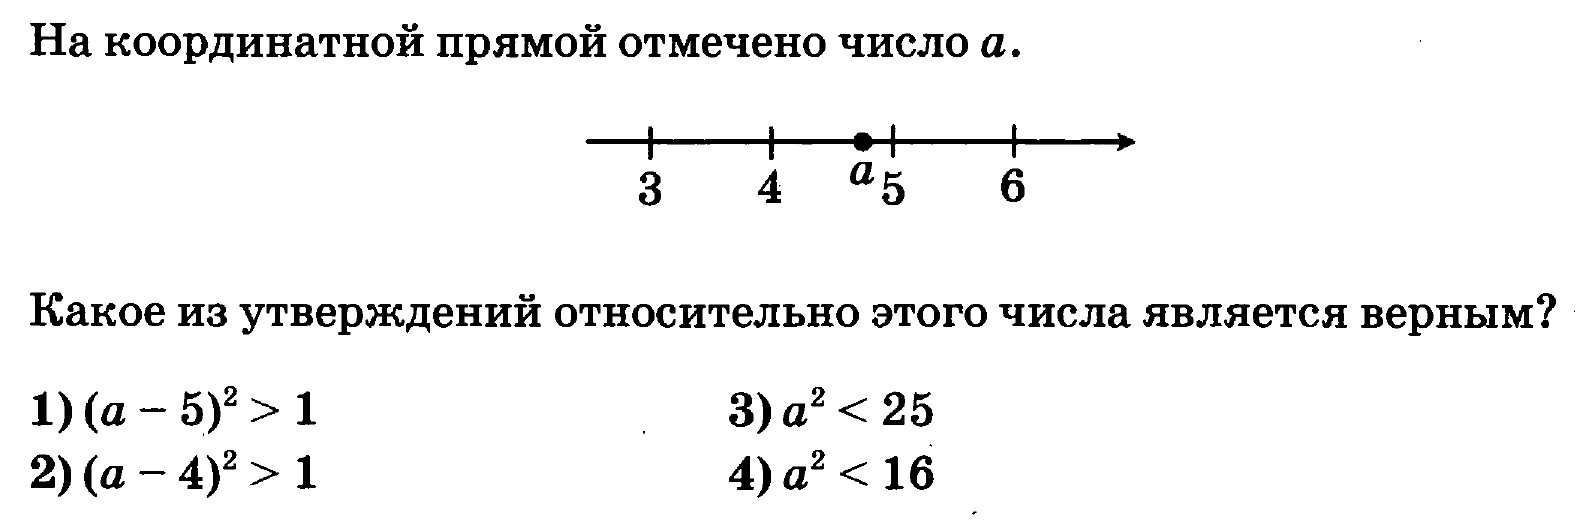 На координатной прямой отмечено число a.
3 4 a 5 6
Какое из утверждений относительно этого числа является верным?
1) (a − 5)² > 1 3) a² < 25
2) (a − 4)² > 1 4) a² < 16